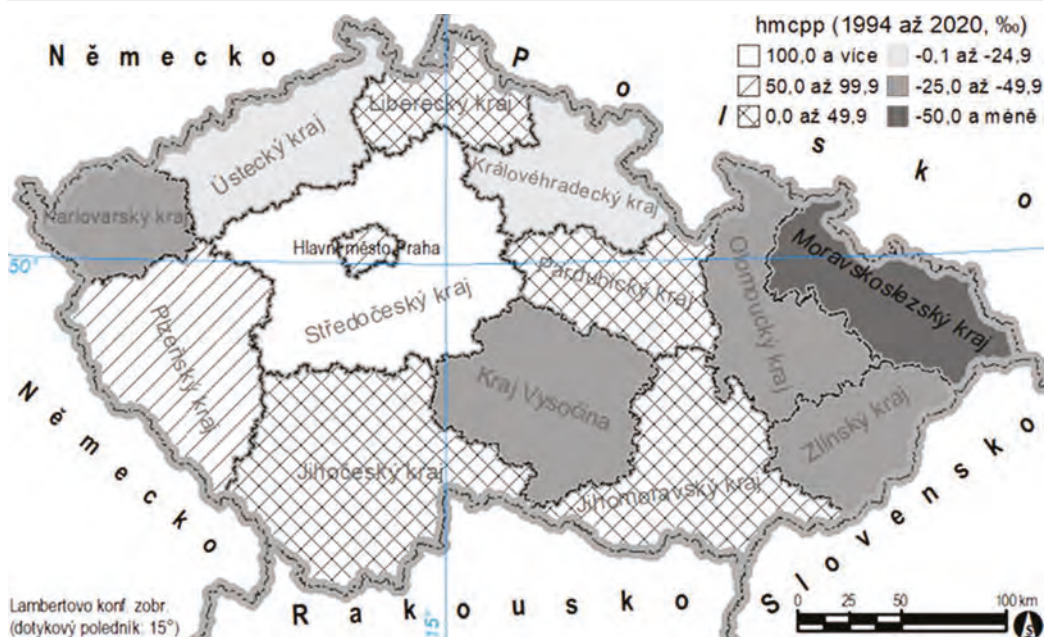 hmcpp (1994 až 2020, ‰)
100,0 a více
50,0 až 99,9
0,0 až 49,9
-0,1 až -24,9
-25,0 až -49,9
-50,0 a méně
Německo
Polsko
Liberecký kraj
Ústecký kraj
Královéhradecký kraj
Karlovarský kraj
Hlavní město Praha
50°
Pardubický kraj
Olomoucký kraj
Moravskoslezský kraj
Středočeský kraj
Plzeňský kraj
Kraj Vysočina
Zlínský kraj
Německo
Jihočeský kraj
Jihomoravský kraj
Slovensko
Rakousko
15°
Lambertovo konf. zobr.
(dotykový poledník: 15°)
0 25 50 100 km
S